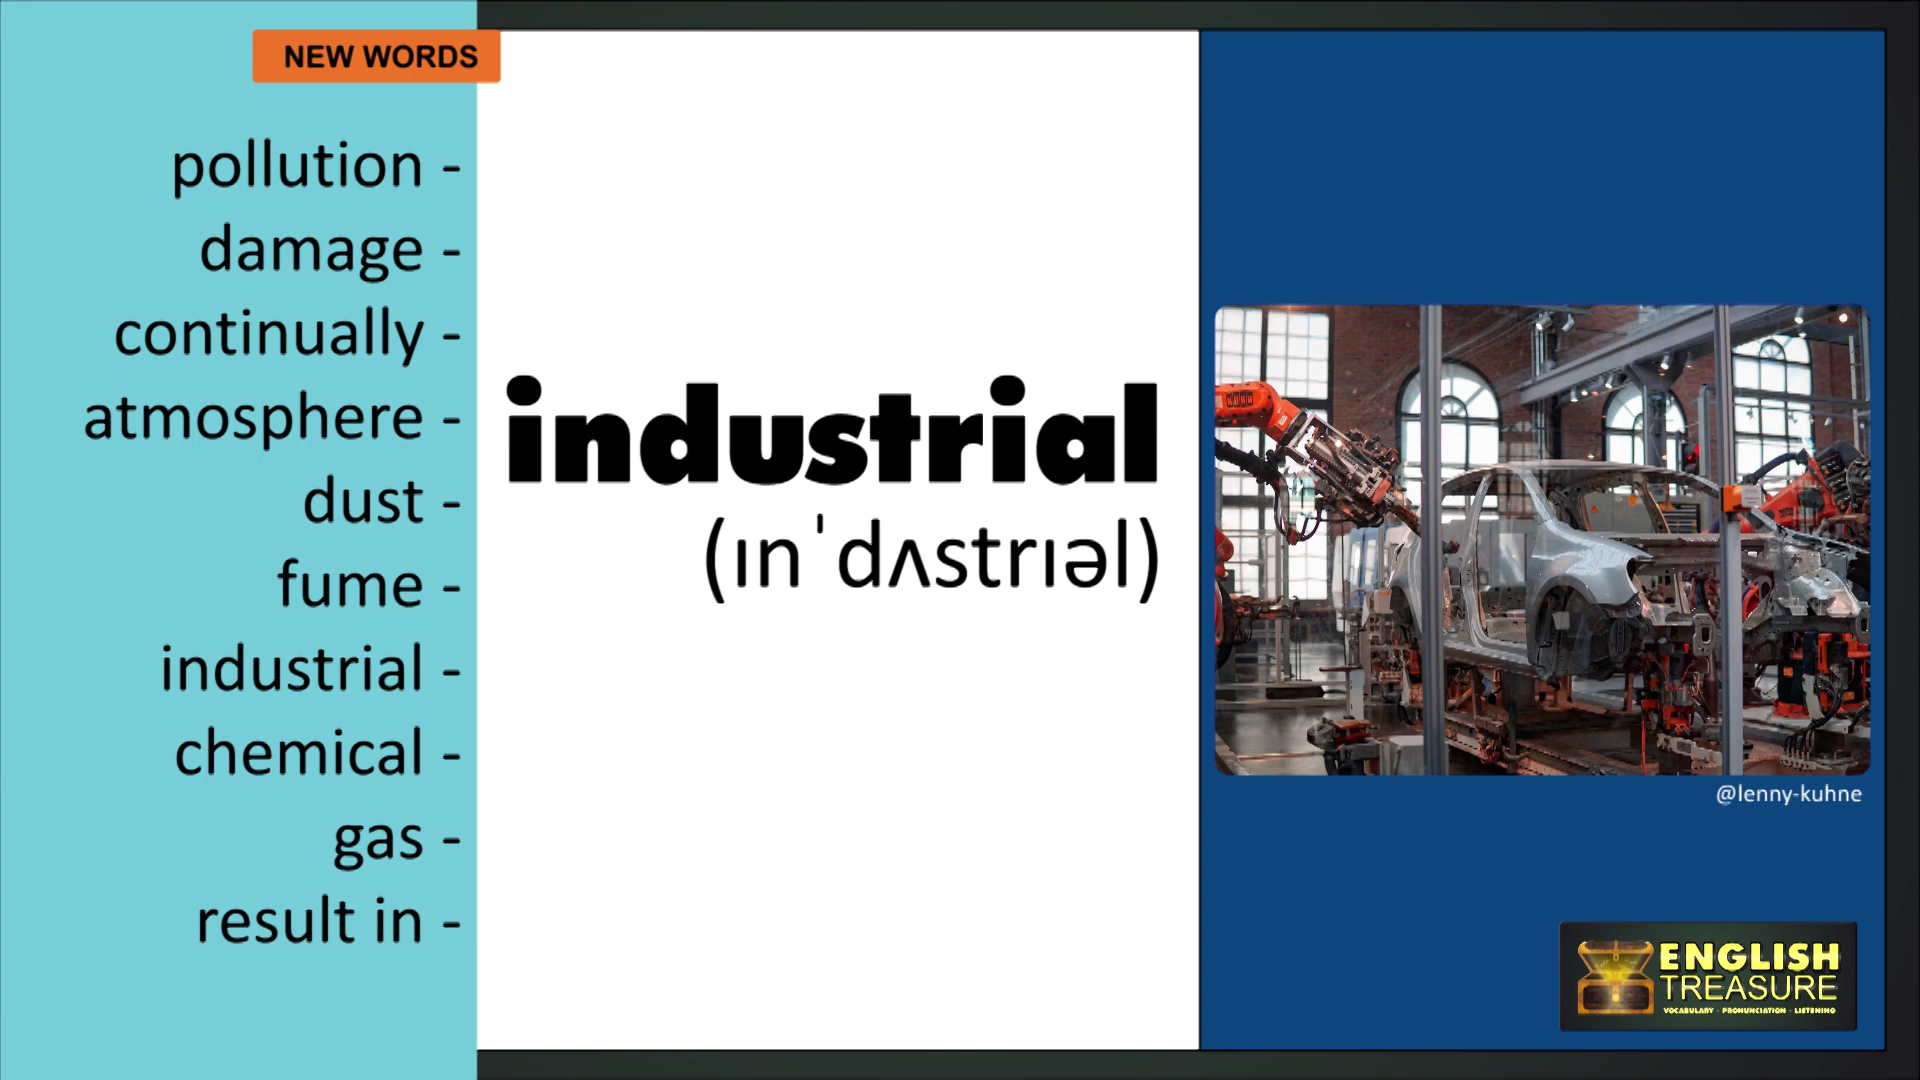 NEW WORDS
pollution -
damage -
continually -
atmosphere -
dust -
fume -
industrial -
chemical -
gas -
result in -
industrial
(ɪnˈdʌstrɪəl)
@lenny-kuhne
ENGLISH
TREASURE
VOCABULARY - PRONUNCIATION - LISTENING